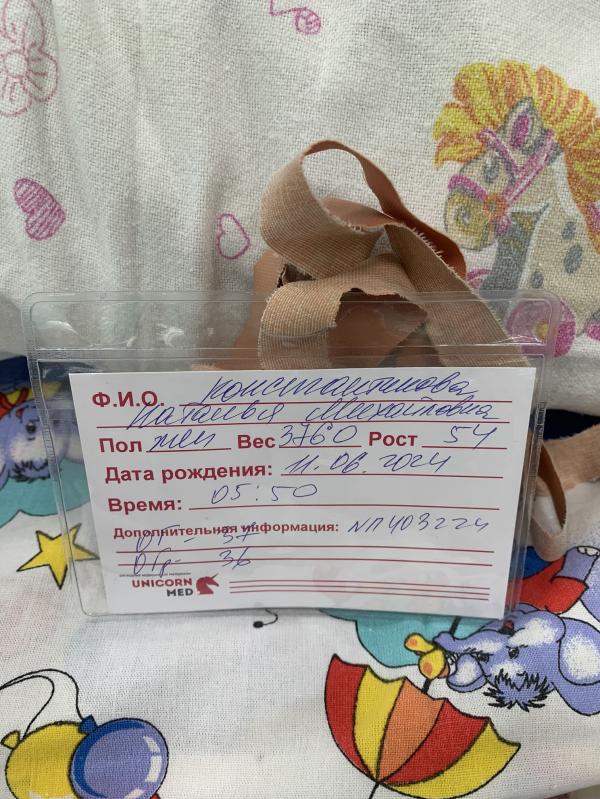 Ф.И.О. Константинова
Наталья Михайловна
Пол жен Вес 3760 Рост 54
Дата рождения: 11.06.2024
Время: 05:50
Дополнительная информация: №П403224
ОГ - 37
ОГр- 36
UNICORN
MED